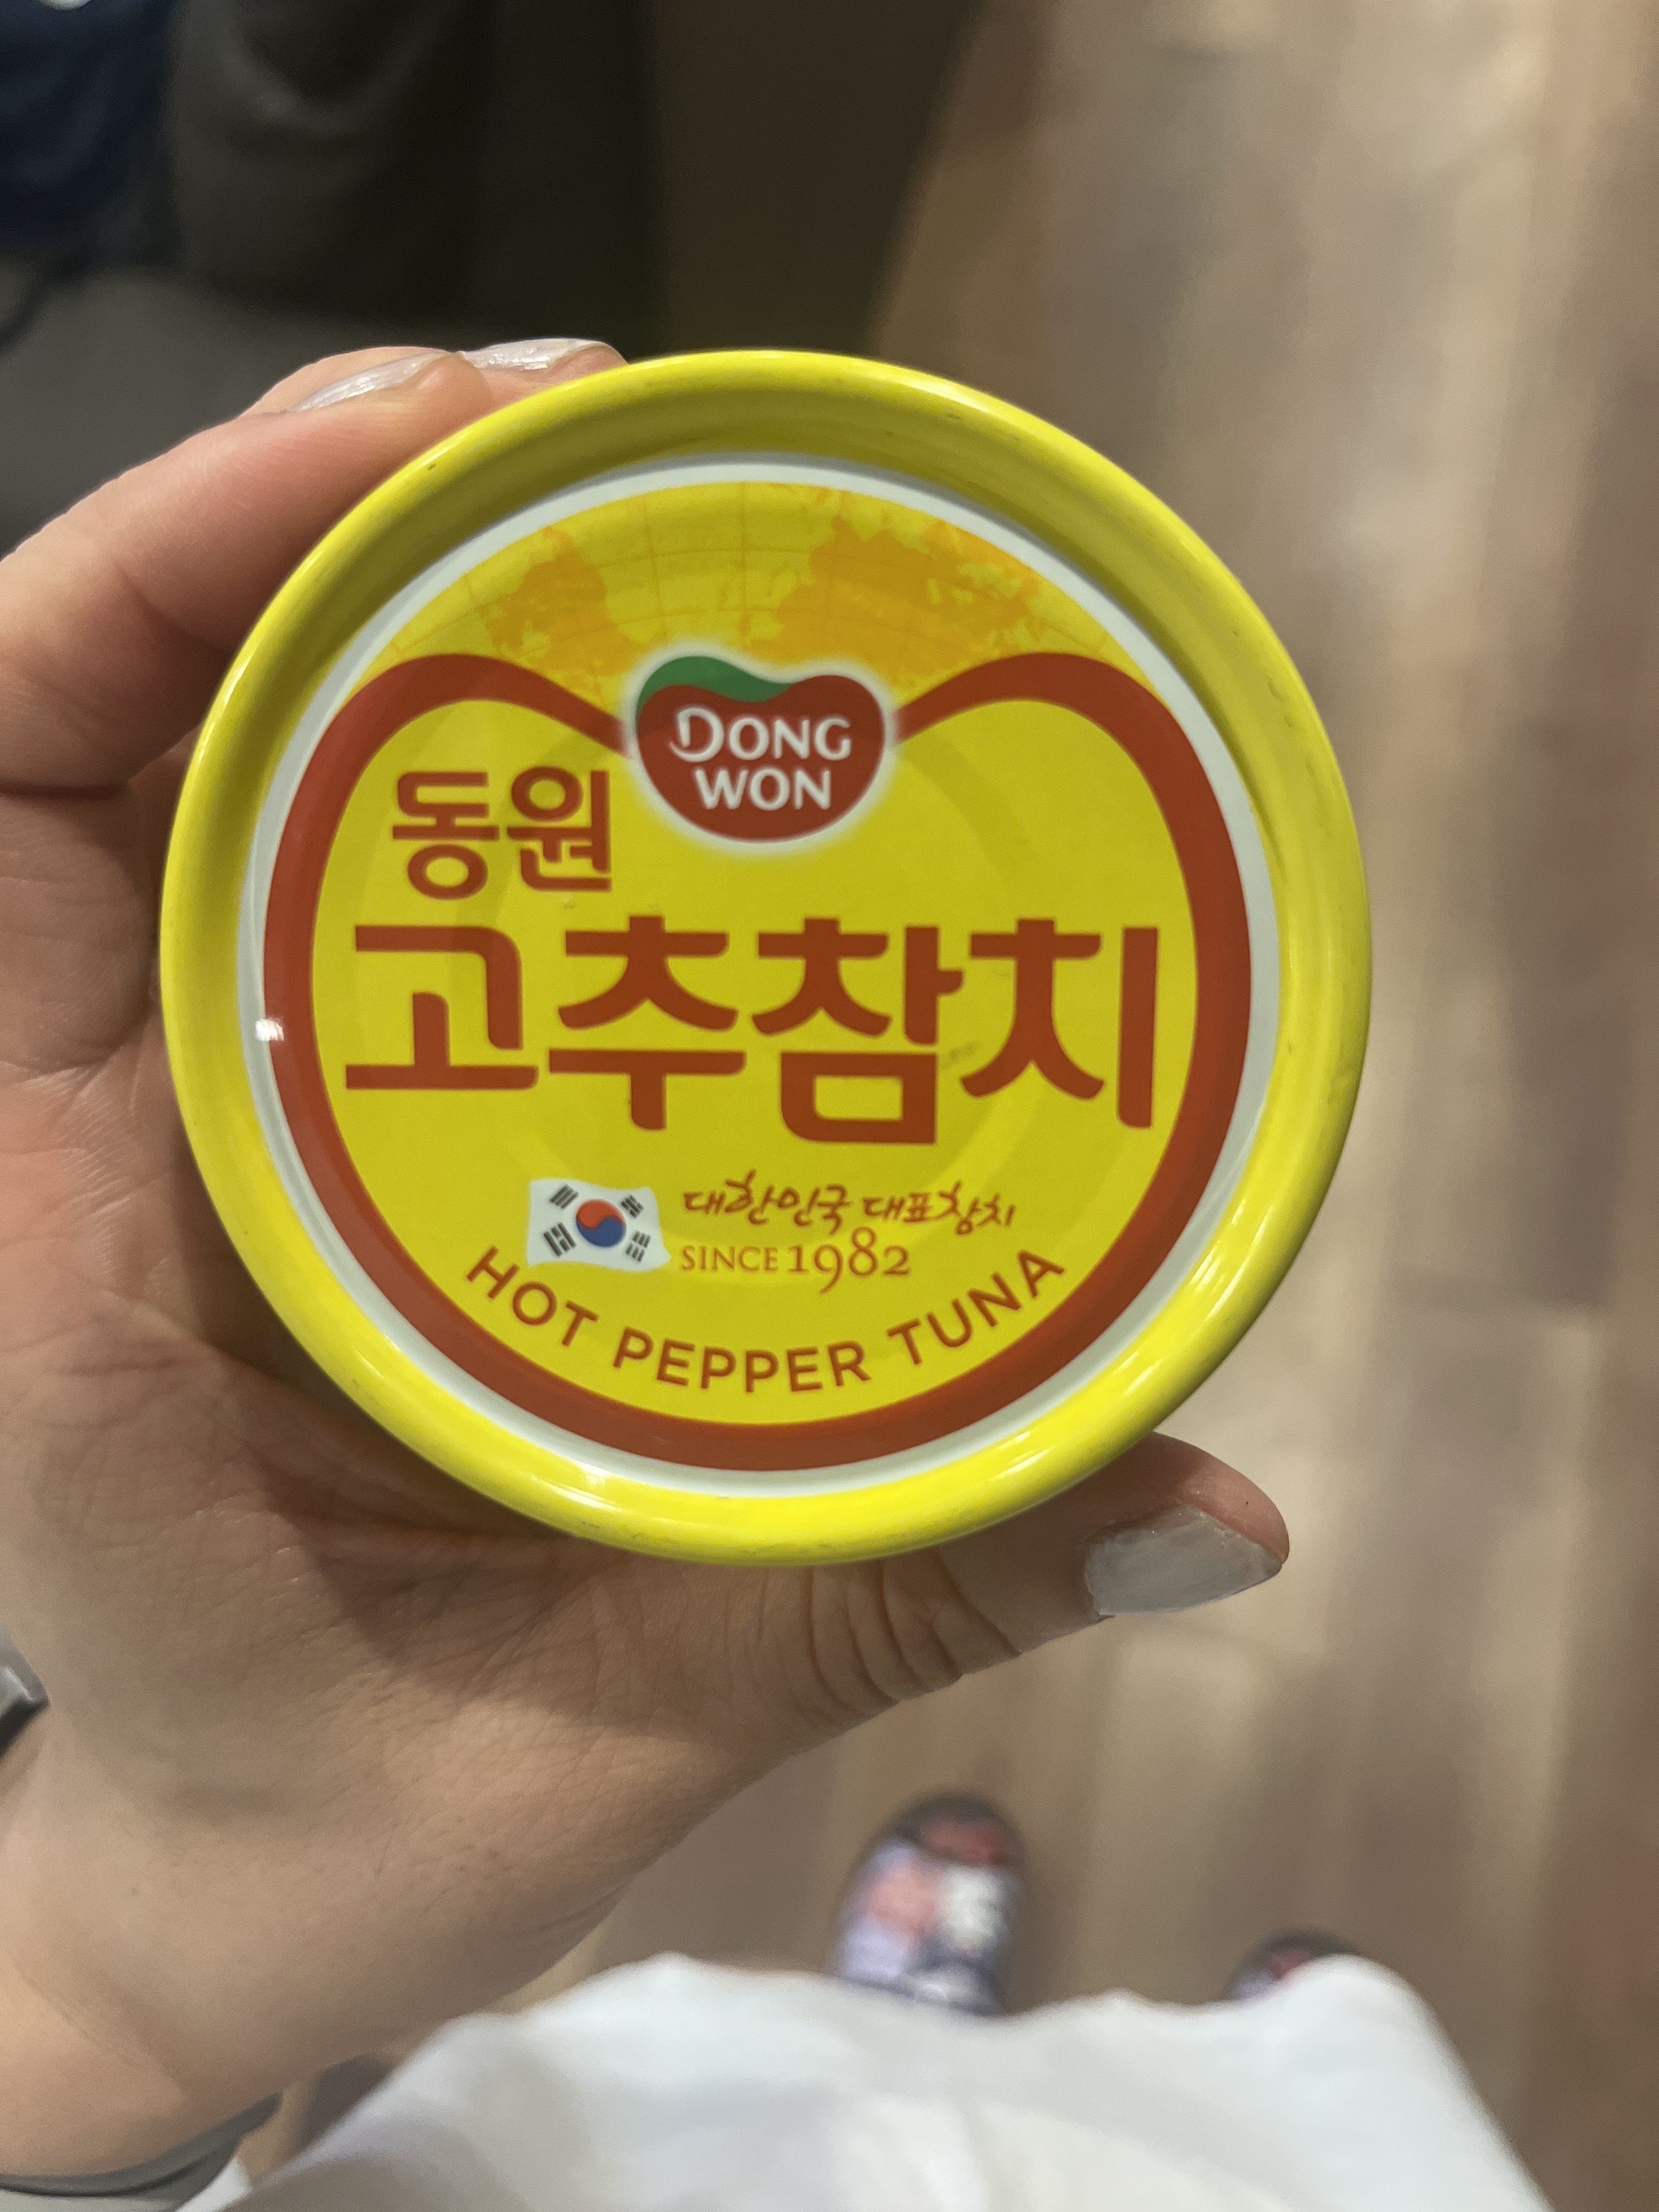 DONG
WON
동원
고추참치
대한민국 대표참치
SINCE 1982
HOT PEPPER TUNA